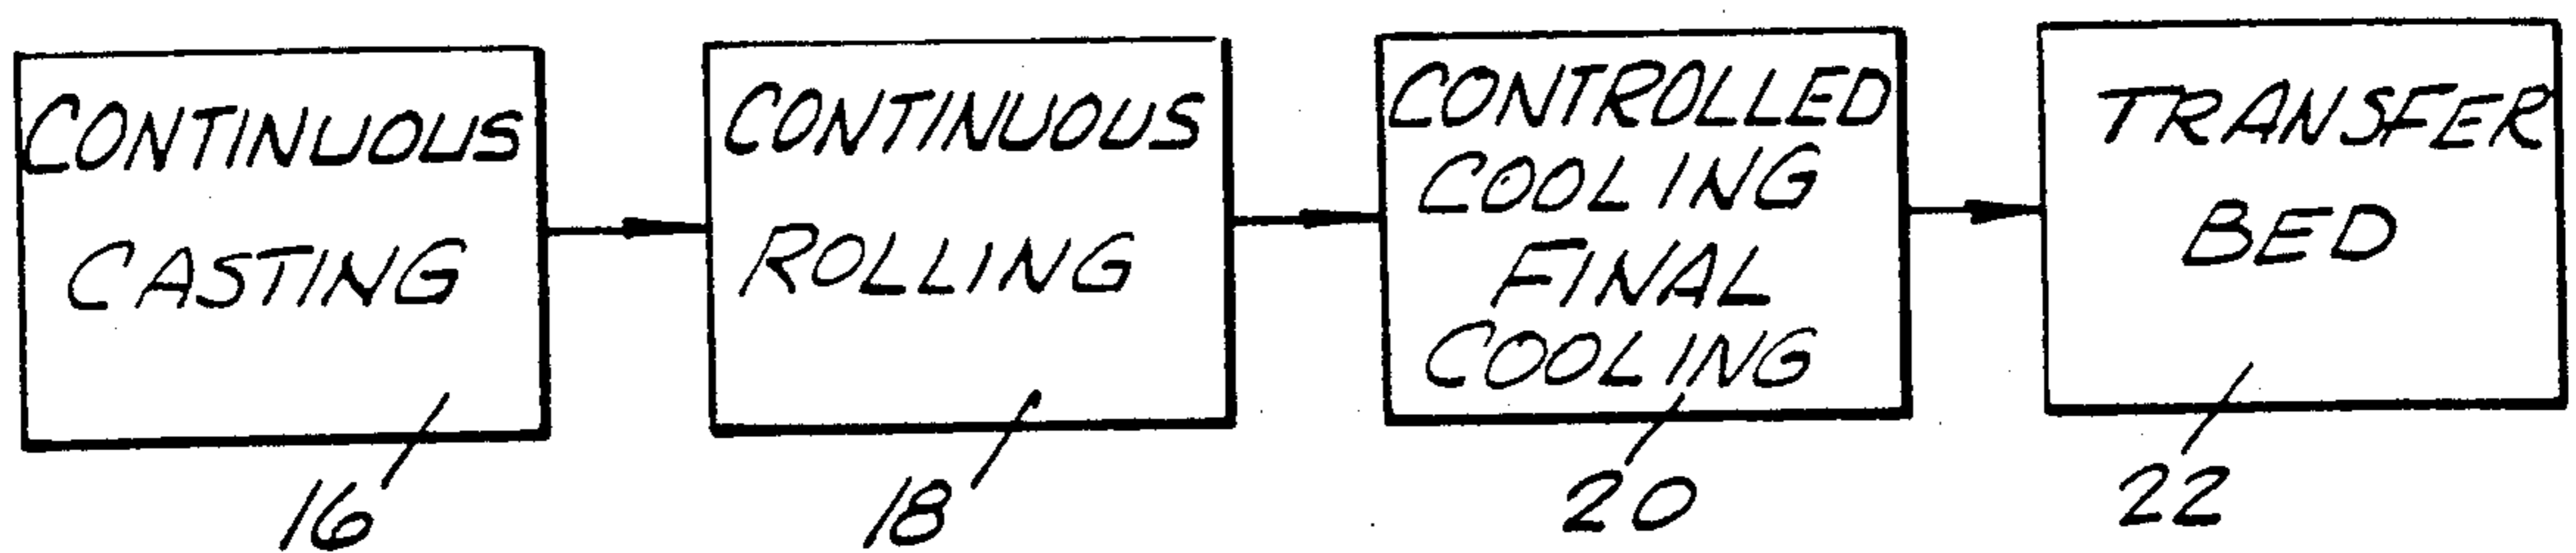 CONTINUOUS
CASTING
16
CONTINUOUS
ROLLING
18
CONTROLLED
COOLING
FINAL
COOLING
20
TRANSFER
BED
22